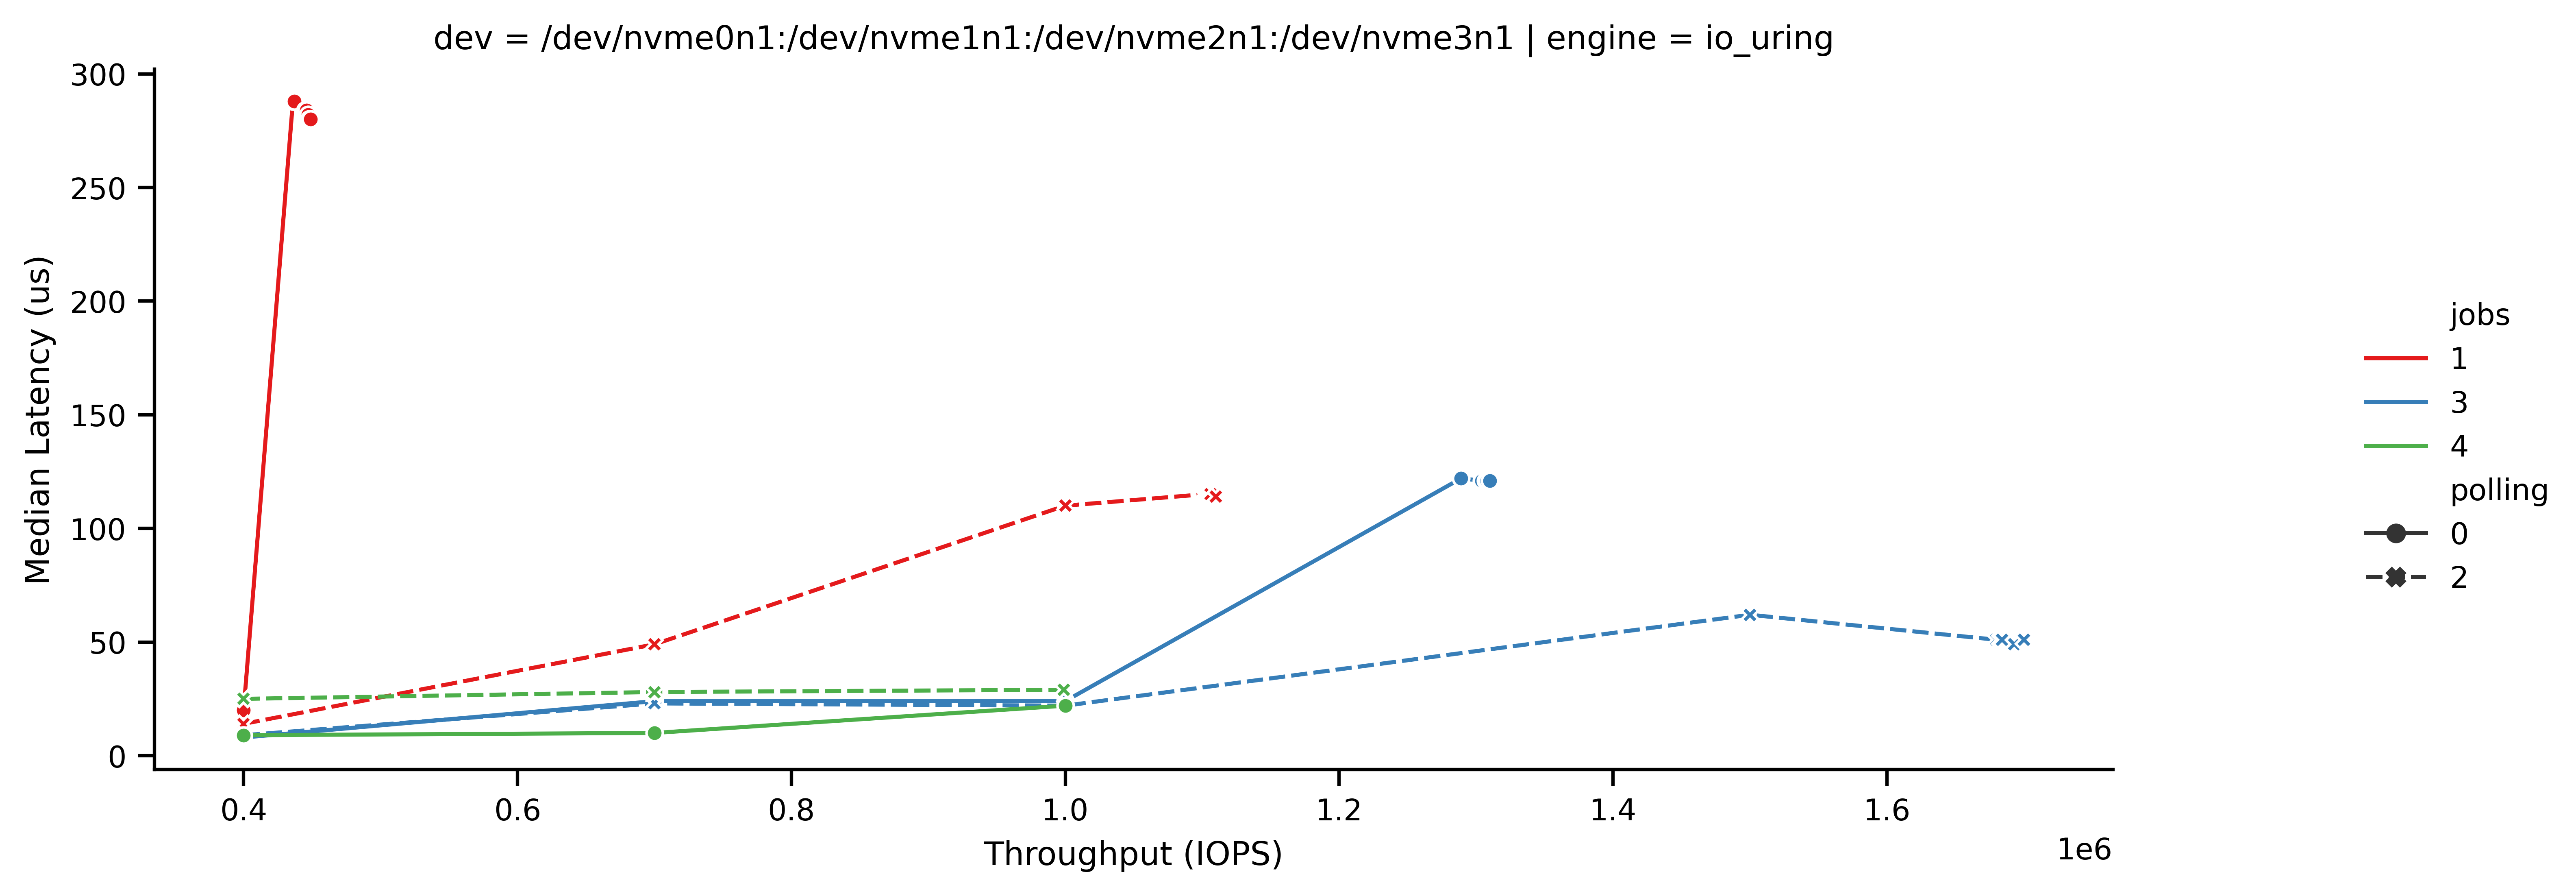 dev = /dev/nvme0n1:/dev/nvme1n1:/dev/nvme2n1:/dev/nvme3n1 | engine = io_uring
300
250
200
150
100
50
0
Median Latency (us)
0.4 0.6 0.8 1.0 1.2 1.4 1.6
1e6
Throughput (IOPS)
jobs
1
3
4
polling
0
2